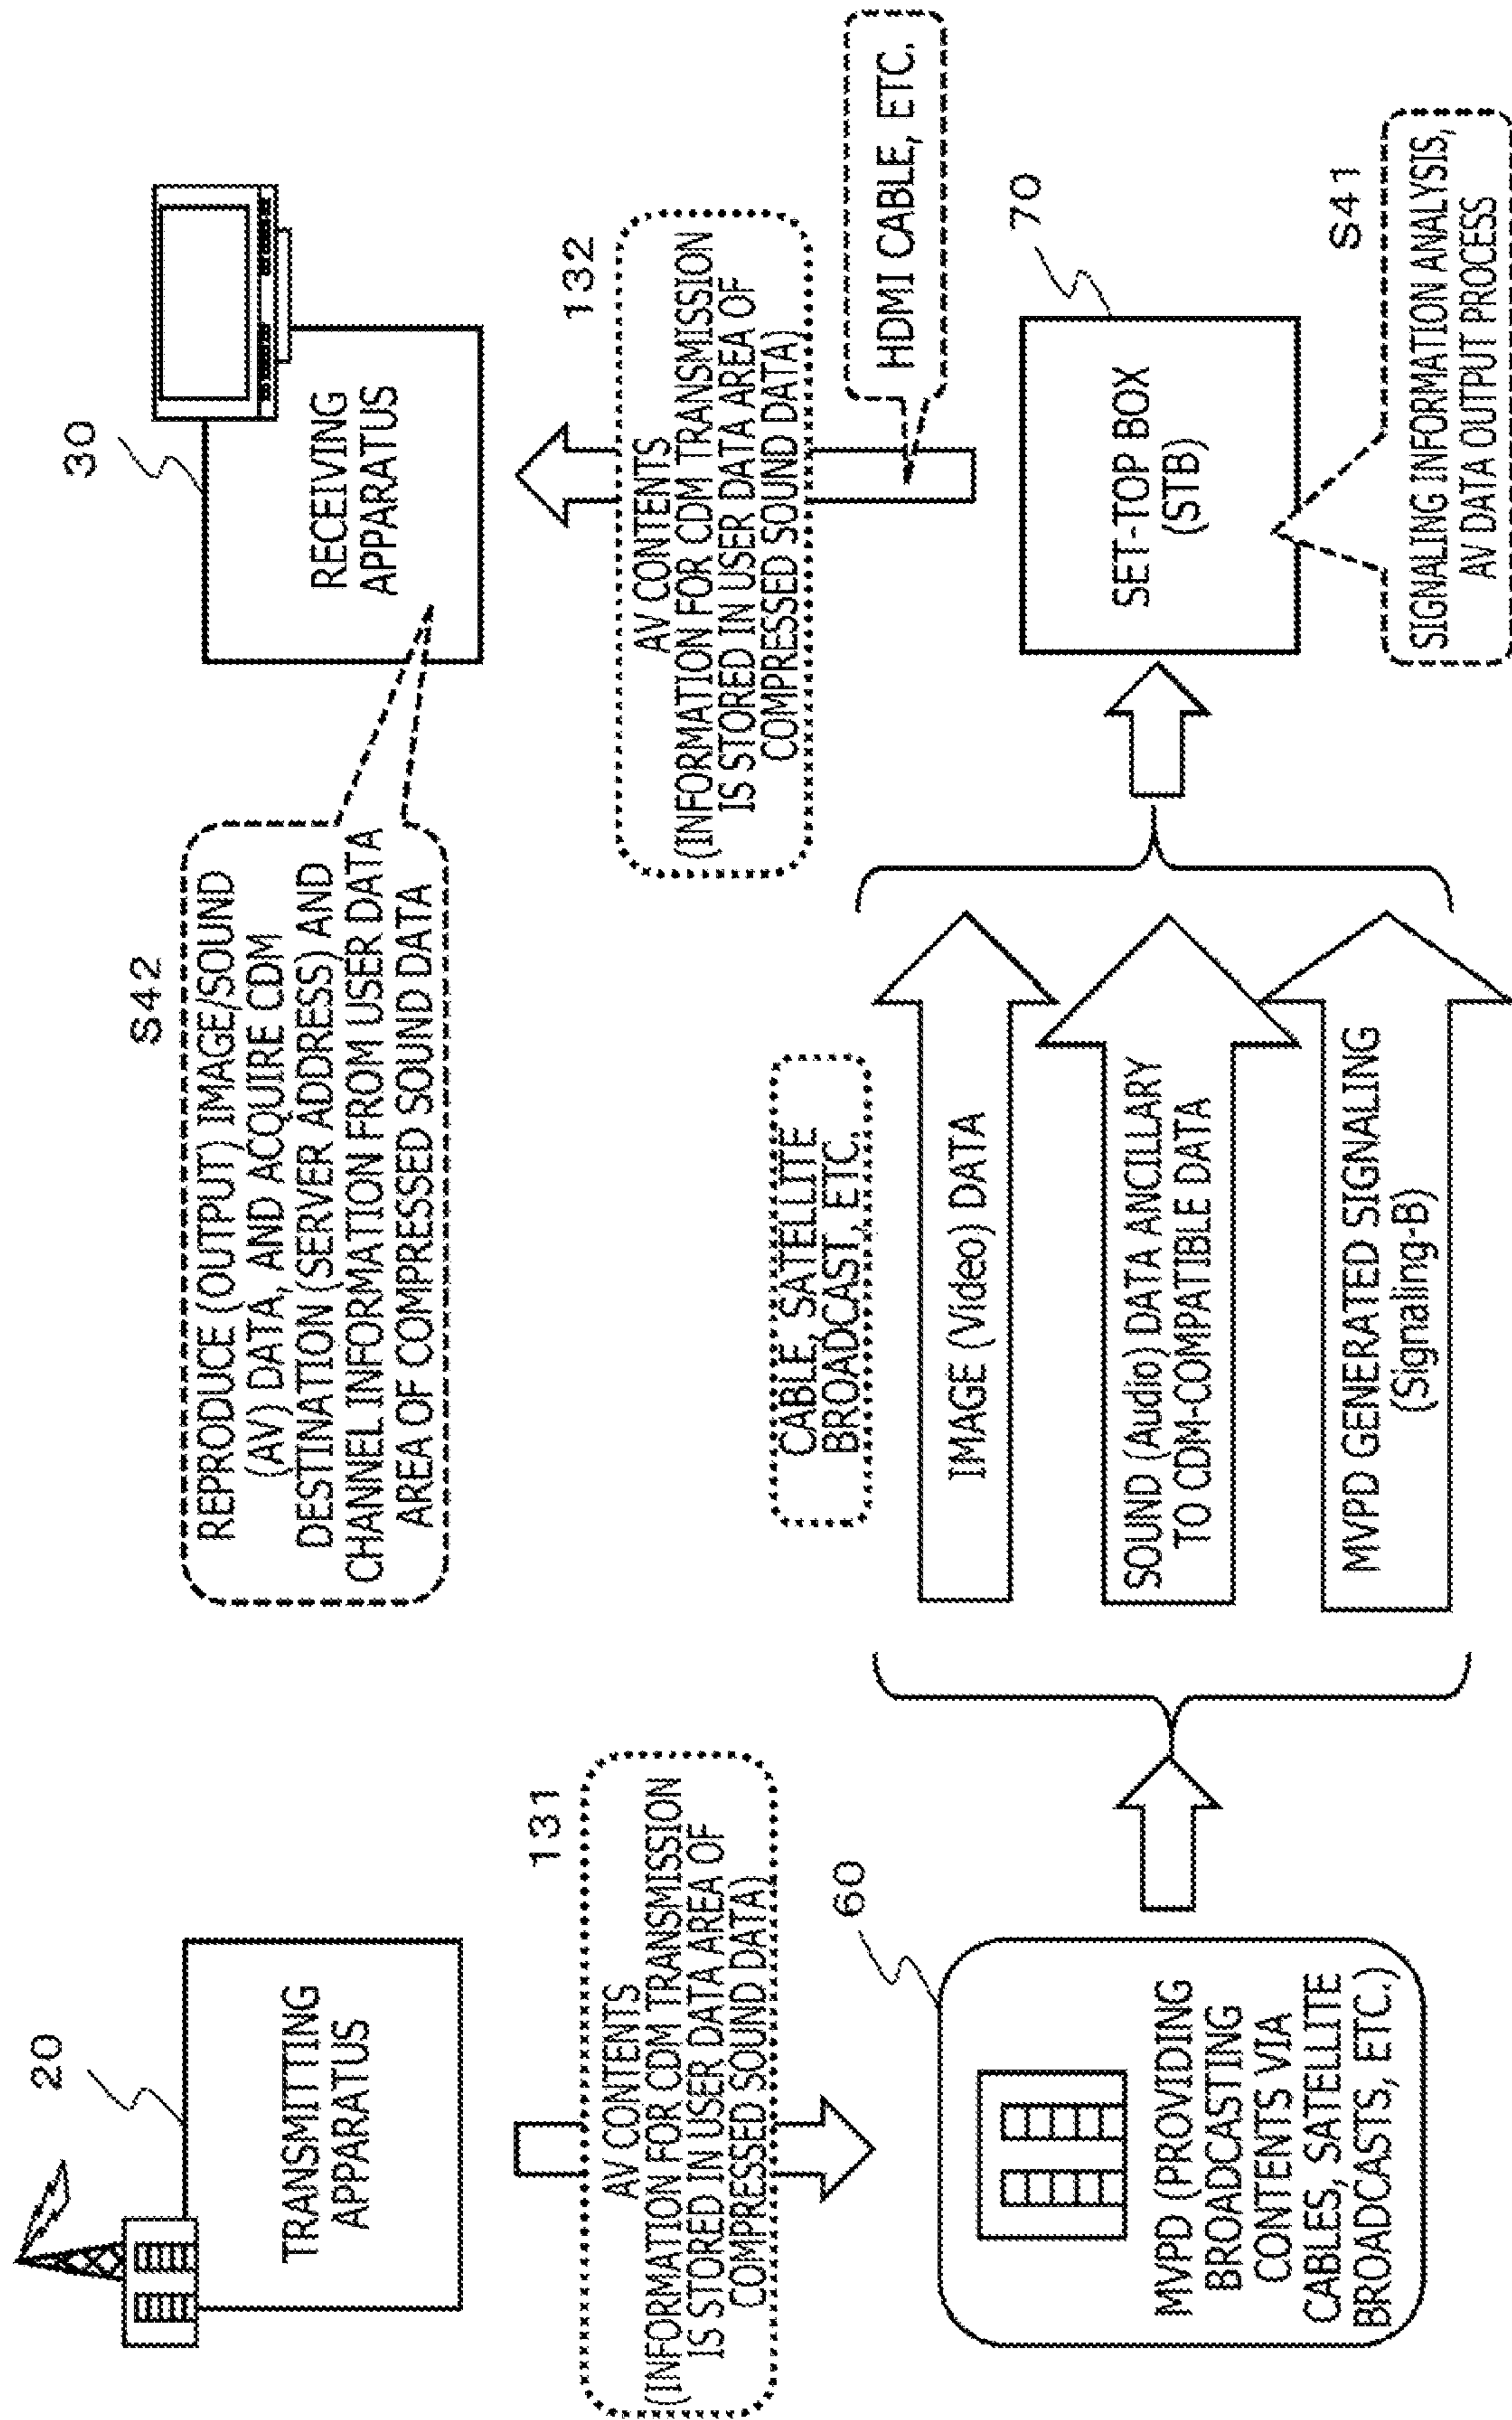 20
TRANSMITTING
APPARATUS
131
AV CONTENTS
(INFORMATION FOR CDM TRANSMISSION
IS STORED IN USER DATA AREA OF
COMPRESSED SOUND DATA)
60
MVPD (PROVIDING
BROADCASTING
CONTENTS VIA
CABLES, SATELLITE
BROADCASTS, ETC.)
S42
REPRODUCE (OUTPUT) IMAGE/SOUND
(AV) DATA, AND ACQUIRE CDM
DESTINATION (SERVER ADDRESS) AND
CHANNEL INFORMATION FROM USER DATA
AREA OF COMPRESSED SOUND DATA
CABLE, SATELLITE
BROADCAST, ETC.
IMAGE (Video) DATA
SOUND (Audio) DATA ANCILLARY
TO CDM-COMPATIBLE DATA
MVPD GENERATED SIGNALING
(Signaling-B)
30
RECEIVING
APPARATUS
132
AV CONTENTS
(INFORMATION FOR CDM TRANSMISSION
IS STORED IN USER DATA AREA OF
COMPRESSED SOUND DATA)
HDMI CABLE, ETC.
70
SET-TOP BOX
(STB)
S41
SIGNALING INFORMATION ANALYSIS,
AV DATA OUTPUT PROCESS